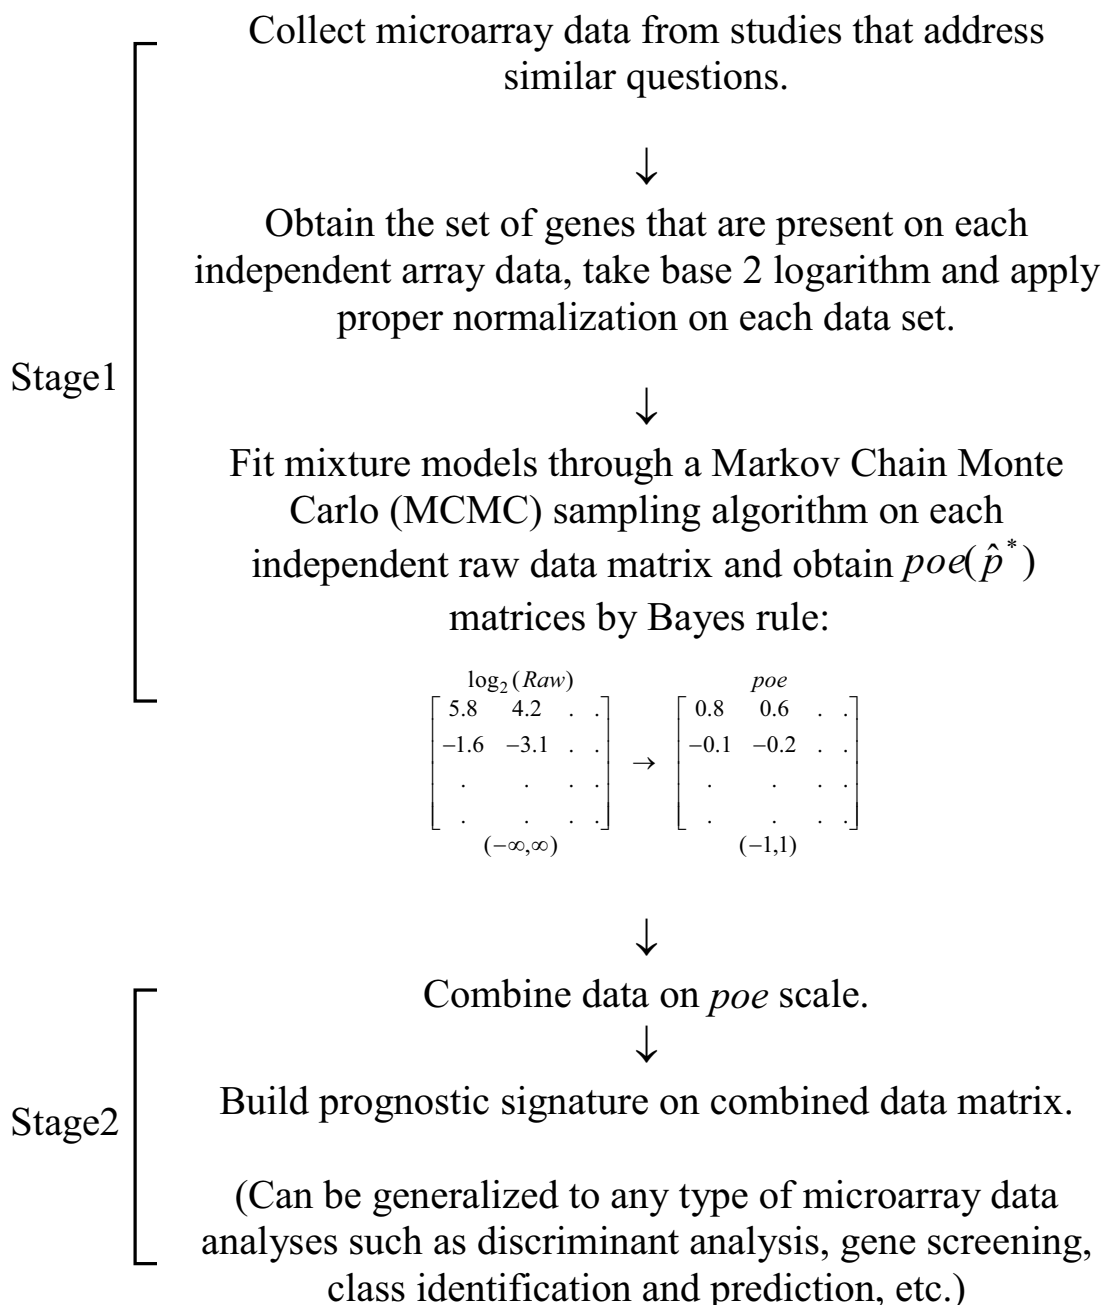 Collect microarray data from studies that address
similar questions.
↓
Obtain the set of genes that are present on each
independent array data, take base 2 logarithm and apply
proper normalization on each data set.
Stage1
↓
Fit mixture models through a Markov Chain Monte
Carlo (MCMC) sampling algorithm on each
independent raw data matrix and obtain poe(p̂*)
matrices by Bayes rule:
log₂(Raw) poe
[5.8 4.2 . .] [0.8 0.6 . .]
[−1.6 −3.1 . .] → [−0.1 −0.2 . .]
[. . . .] [. . . .]
[. . . .] [. . . .]
(−∞,∞) (−1,1)
↓
Combine data on poe scale.
↓
Build prognostic signature on combined data matrix.
Stage2
(Can be generalized to any type of microarray data
analyses such as discriminant analysis, gene screening,
class identification and prediction, etc.)